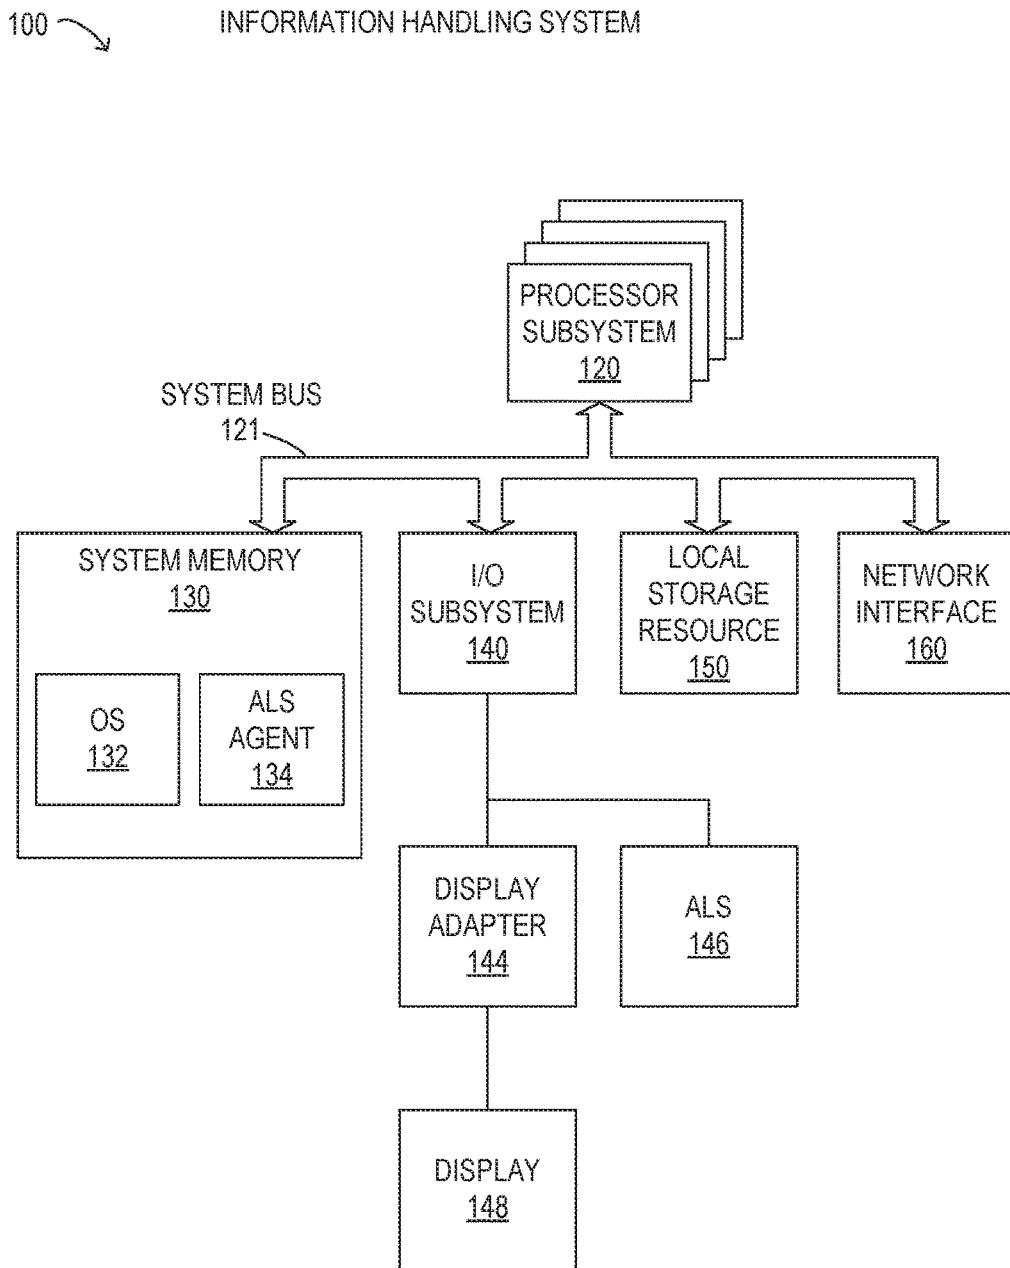 100
INFORMATION HANDLING SYSTEM
PROCESSOR
SUBSYSTEM
120
SYSTEM BUS
121
SYSTEM MEMORY
130
OS
132
ALS
AGENT
134
I/O
SUBSYSTEM
140
LOCAL
STORAGE
RESOURCE
150
NETWORK
INTERFACE
160
DISPLAY
ADAPTER
144
ALS
146
DISPLAY
148